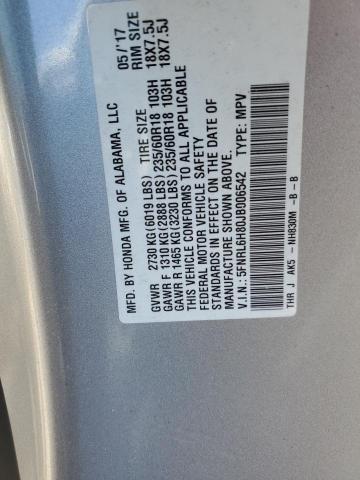 MFD. BY HONDA MFG. OF ALABAMA, LLC 05/'17
TIRE SIZE RIM SIZE
GVWR 2730 KG(6019 LBS)
GAWR F 1310 KG(2888 LBS) 235/60R18 103H 18X7.5J
GAWR R 1465 KG(3230 LBS) 235/60R18 103H 18X7.5J
THIS VEHICLE CONFORMS TO ALL APPLICABLE
FEDERAL MOTOR VEHICLE SAFETY
STANDARDS IN EFFECT ON THE DATE OF
MANUFACTURE SHOWN ABOVE.
V.I.N.: 5FNRL6H80JB006542 TYPE: MPV
THR J AK5 -NH830M -B -B